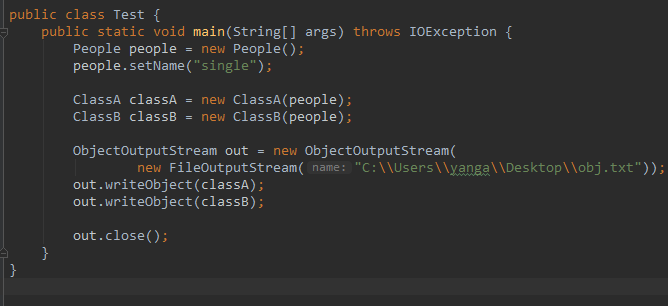 public class Test {
public static void main(String[] args) throws IOException {
People people = new People();
people.setName("single");
ClassA classA = new ClassA(people);
ClassB classB = new ClassB(people);
ObjectOutputStream out = new ObjectOutputStream(
new FileOutputStream( name: "C:\\Users\\yanga\\Desktop\\obj.txt"));
out.writeObject(classA);
out.writeObject(classB);
out.close();
}
}